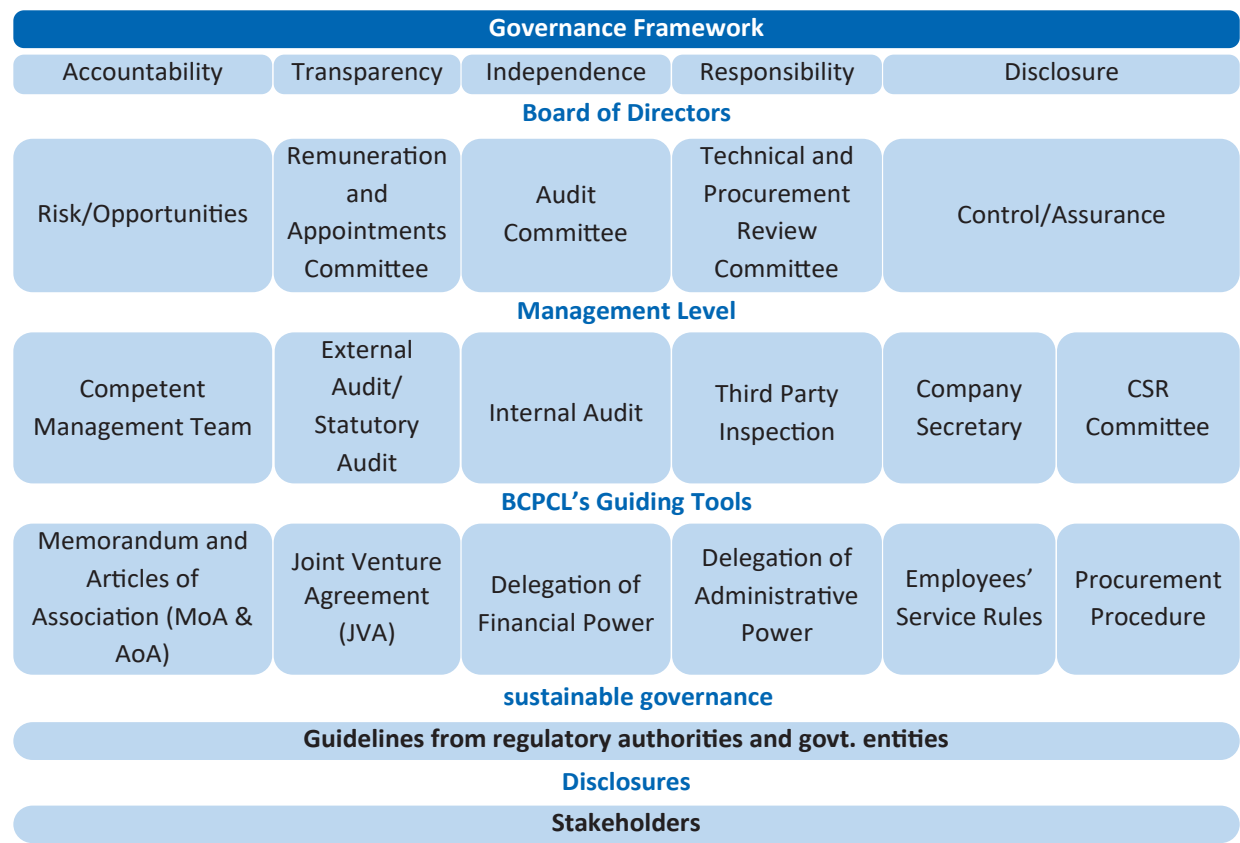 Governance Framework
Accountability
Transparency
Independence
Responsibility
Disclosure
Board of Directors
Risk/Opportunities
Remuneration
and
Appointments
Committee
Audit
Committee
Technical and
Procurement
Review
Committee
Control/Assurance
Management Level
Competent
Management Team
External
Audit/
Statutory
Audit
Internal Audit
Third Party
Inspection
Company
Secretary
CSR
Committee
BCPCL’s Guiding Tools
Memorandum and
Articles of
Association (MoA &
AoA)
Joint Venture
Agreement
(JVA)
Delegation of
Financial Power
Delegation of
Administrative
Power
Employees’
Service Rules
Procurement
Procedure
sustainable governance
Guidelines from regulatory authorities and govt. entities
Disclosures
Stakeholders